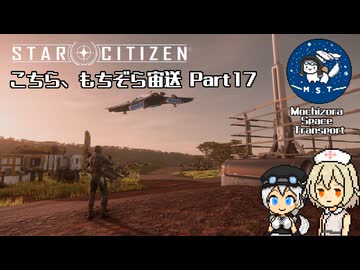 STAR CITIZEN®
こちら、もちぞら宙送 Part17
M.S.T
Mochizora
Space
Transport